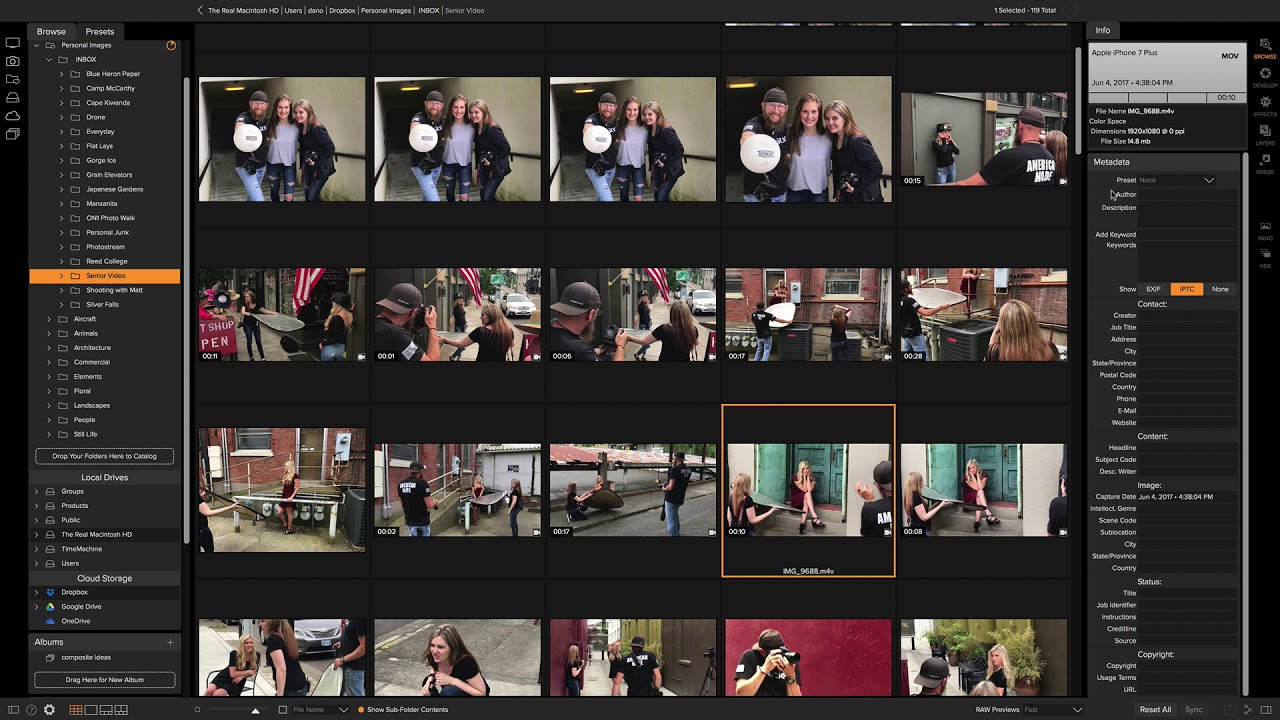 The Real Macintosh HD | Users | dano | Dropbox | Personal Images | INBOX | Senior Video
1 Selected - 119 Total
Browse
Presets
Personal Images
INBOX
Blue Heron Paper
Camp McCarthy
Cape Kiwanda
Drone
Everyday
Flat Lays
Gorge Ice
Grain Elevators
Japanese Gardens
Manzanita
ON1 Photo Walk
Personal Junk
Photostream
Reed College
Senior Video
Shooting with Matt
Silver Falls
Aircraft
Animals
Architecture
Commercial
Elements
Floral
Landscapes
People
Still Life
Drop Your Folders Here to Catalog
Local Drives
Groups
Products
Public
The Real Macintosh HD
TimeMachine
Users
Cloud Storage
Dropbox
Google Drive
OneDrive
Albums
composite ideas
Drag Here for New Album
AMERICAN MADE
00:15
T SHOP
PEN
00:11
00:01
00:06
00:17
00:28
00:02
00:17
AM
00:10
00:08
IMG_9688.m4v
File Name
Show Sub-Folder Contents
RAW Previews
Fast
Info
Apple iPhone 7 Plus
MOV
Jun 4, 2017 • 4:38:04 PM
00:10
File Name IMG_9688.m4v
Color Space
Dimensions 1920x1080 @ 0 ppi
File Size 14.8 mb
Metadata
Preset None
Author
Description
Add Keyword
Keywords
Show EXIF IPTC None
Contact:
Creator
Job Title
Address
City
State/Province
Postal Code
Country
Phone
E-Mail
Website
Content:
Headline
Subject Code
Desc. Writer
Image:
Capture Date Jun 4, 2017 • 4:38:04 PM
Intellect. Genre
Scene Code
Sublocation
City
State/Province
Country
Status:
Title
Job Identifier
Instructions
Creditline
Source
Copyright:
Copyright
Usage Terms
URL
Reset All
Sync
BROWSE
DEVELOP
EFFECTS
LAYERS
RESIZE
PANO
HDR